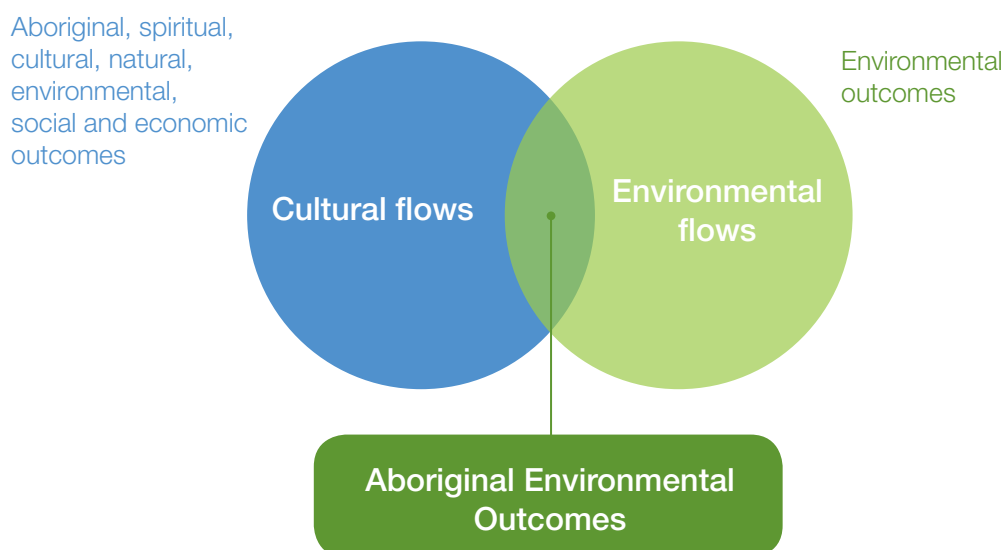 Aboriginal, spiritual,
cultural, natural,
environmental,
social and economic
outcomes
Cultural flows
Environmental
flows
Environmental
outcomes
Aboriginal Environmental
Outcomes